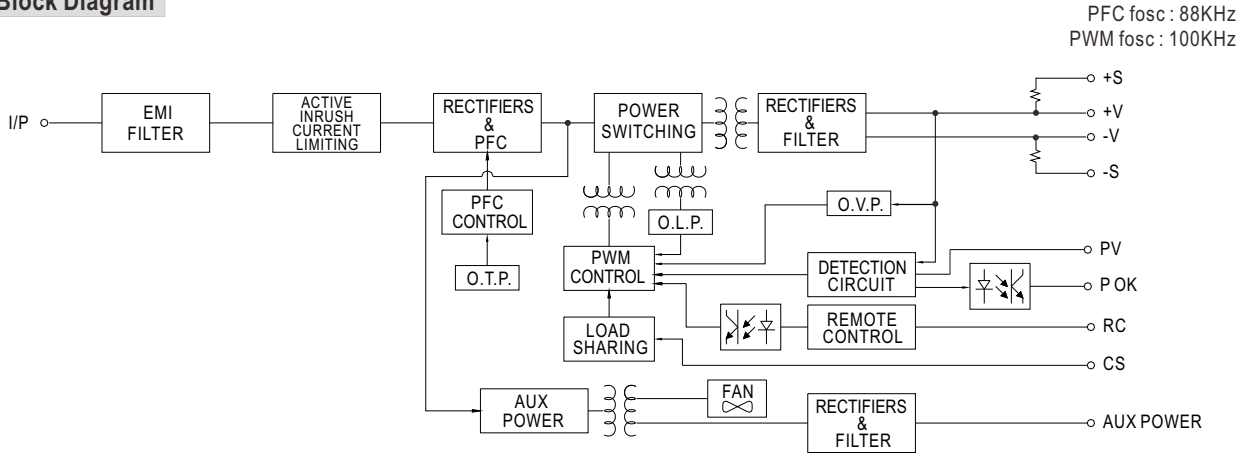 Block Diagram
PFC fosc : 88KHz
PWM fosc : 100KHz
I/P
EMI
FILTER
ACTIVE
INRUSH
CURRENT
LIMITING
RECTIFIERS
&
PFC
POWER
SWITCHING
RECTIFIERS
&
FILTER
+S
+V
-V
-S
PFC
CONTROL
O.L.P.
O.V.P.
O.T.P.
PWM
CONTROL
DETECTION
CIRCUIT
PV
P OK
LOAD
SHARING
REMOTE
CONTROL
RC
CS
AUX
POWER
FAN
RECTIFIERS
&
FILTER
AUX POWER